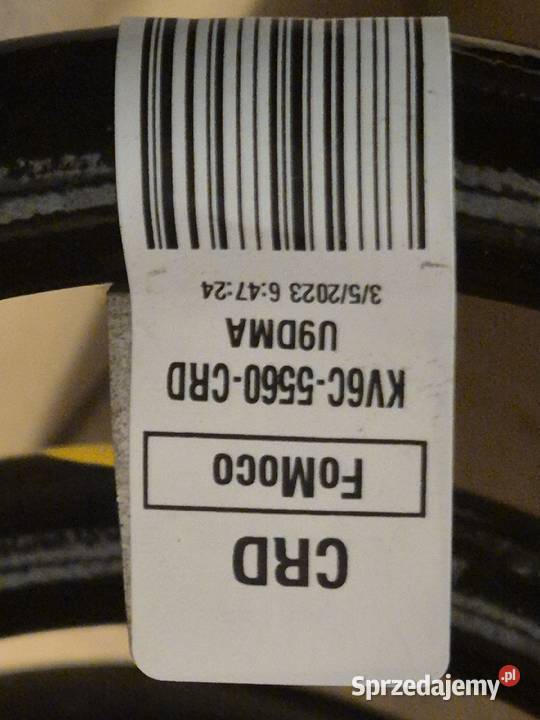 CRD
FoMoCo
KV6C-5560-CRD
U9DMA
3/5/2023 6:47:24
Sprzedajemy.pl